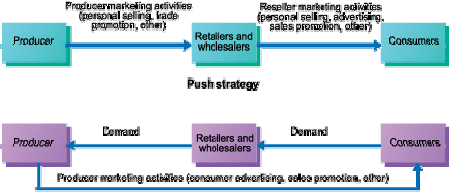 Producer marketing activities
(personal selling, trade
promotion, other)
Reseller marketing activities
(personal selling, advertising,
sales promotion, other)
Producer
Retailers and
wholesalers
Consumers
Push strategy
Demand
Demand
Producer
Retailers and
wholesalers
Consumers
Producer marketing activities (consumer advertising, sales promotion, other)